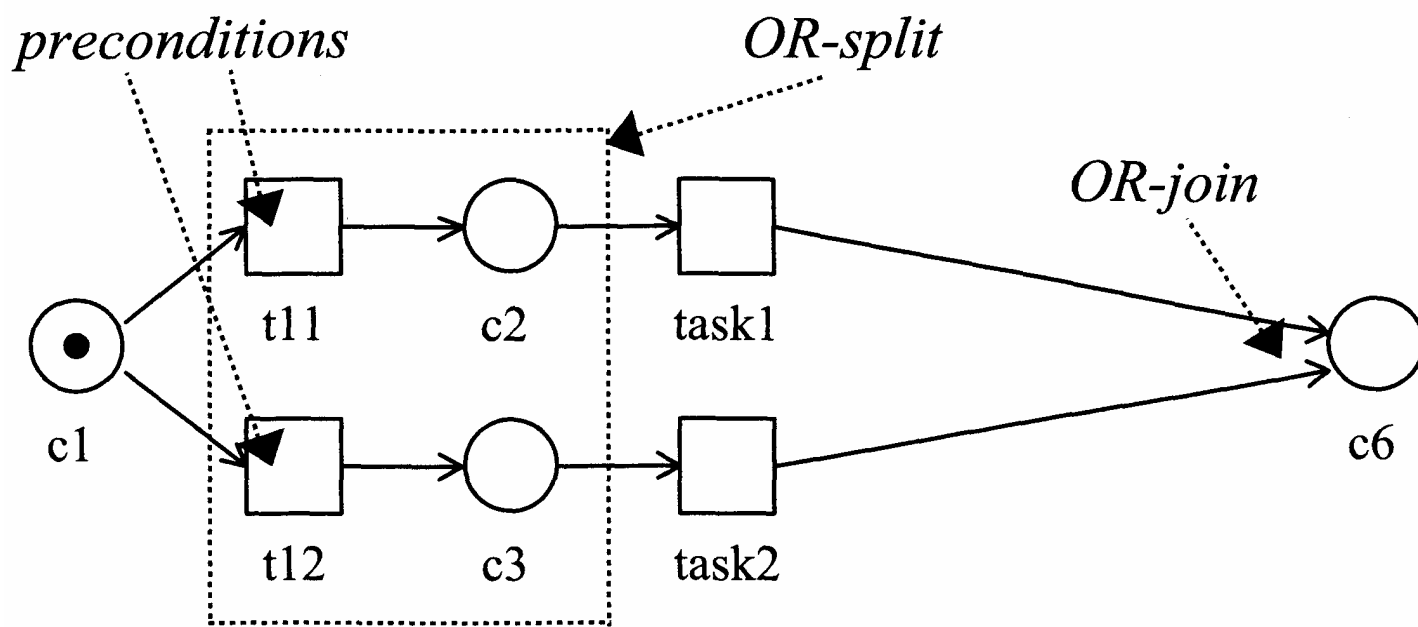 preconditions
OR-split
OR-join
t11
c2
task1
c1
c6
t12
c3
task2